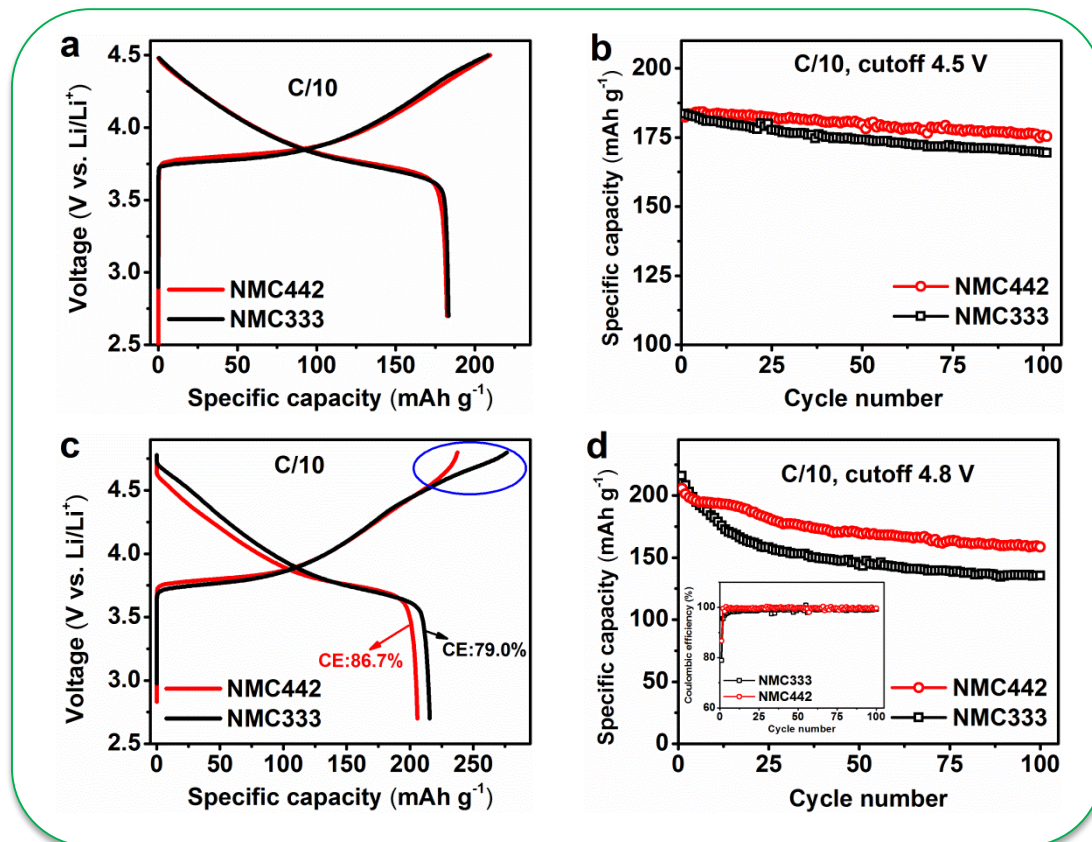 a
C/10
4.5
4.0
3.5
3.0
2.5
Voltage (V vs. Li/Li⁺)
NMC442
NMC333
0 50 100 150 200
Specific capacity (mAh g⁻¹)
b
C/10, cutoff 4.5 V
200
175
150
125
100
Specific capacity (mAh g⁻¹)
NMC442
NMC333
0 25 50 75 100
Cycle number
c
C/10
4.5
4.0
3.5
3.0
2.5
Voltage (V vs. Li/Li⁺)
CE:86.7%
CE:79.0%
NMC442
NMC333
0 50 100 150 200 250
Specific capacity (mAh g⁻¹)
d
C/10, cutoff 4.8 V
200
150
100
50
0
Specific capacity (mAh g⁻¹)
100
80
60
Coulombic efficiency (%)
NMC333
NMC442
0 25 50 75 100
Cycle number
NMC442
NMC333
0 25 50 75 100
Cycle number